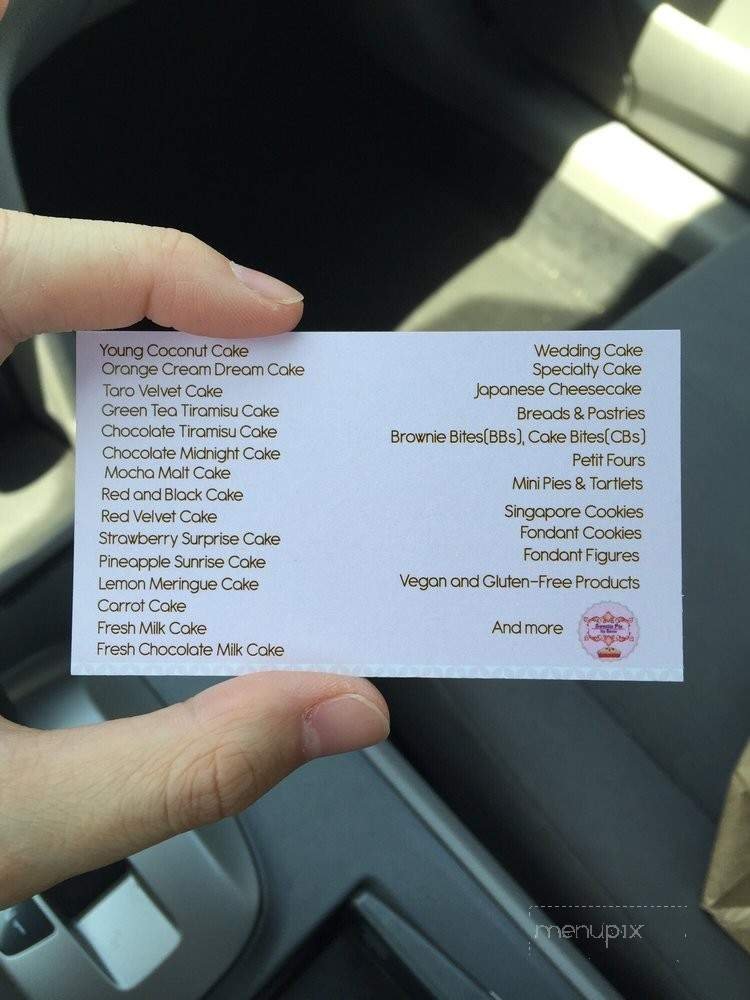 Young Coconut Cake
Orange Cream Dream Cake
Taro Velvet Cake
Green Tea Tiramisu Cake
Chocolate Tiramisu Cake
Chocolate Midnight Cake
Mocha Malt Cake
Red and Black Cake
Red Velvet Cake
Strawberry Surprise Cake
Pineapple Sunrise Cake
Lemon Meringue Cake
Carrot Cake
Fresh Milk Cake
Fresh Chocolate Milk Cake
Wedding Cake
Specialty Cake
Japanese Cheesecake
Breads & Pastries
Brownie Bites(BBs), Cake Bites(CBs)
Petit Fours
Mini Pies & Tartlets
Singapore Cookies
Fondant Cookies
Fondant Figures
Vegan and Gluten-Free Products
And more
Sweetie Pie
menupix